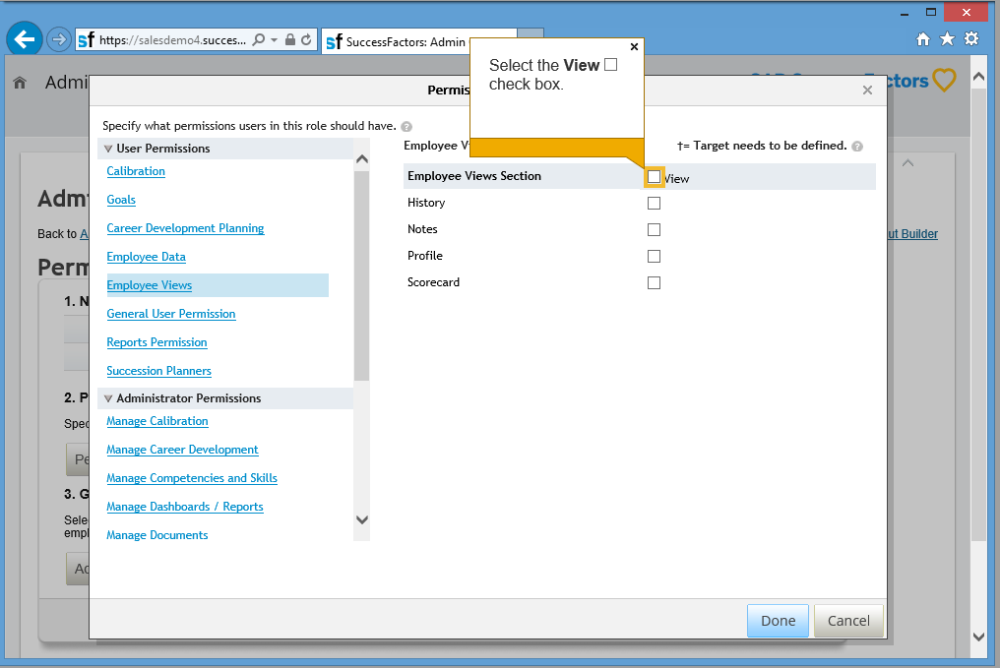 https://salesdemo4.succes...
SuccessFactors: Admin
Select the View
check box.
Admi
ctors
Permis
Specify what permissions users in this role should have.
User Permissions
Calibration
Goals
Career Development Planning
Employee Data
Employee Views
General User Permission
Reports Permission
Succession Planners
Administrator Permissions
Manage Calibration
Manage Career Development
Manage Competencies and Skills
Manage Dashboards / Reports
Manage Documents
Employee V
†= Target needs to be defined.
Employee Views Section
View
History
Notes
Profile
Scorecard
Done
Cancel
Adm
Back to A
ut Builder
Perm
1. N
2. P
Spec
Pe
3. G
Sele
empl
Ad